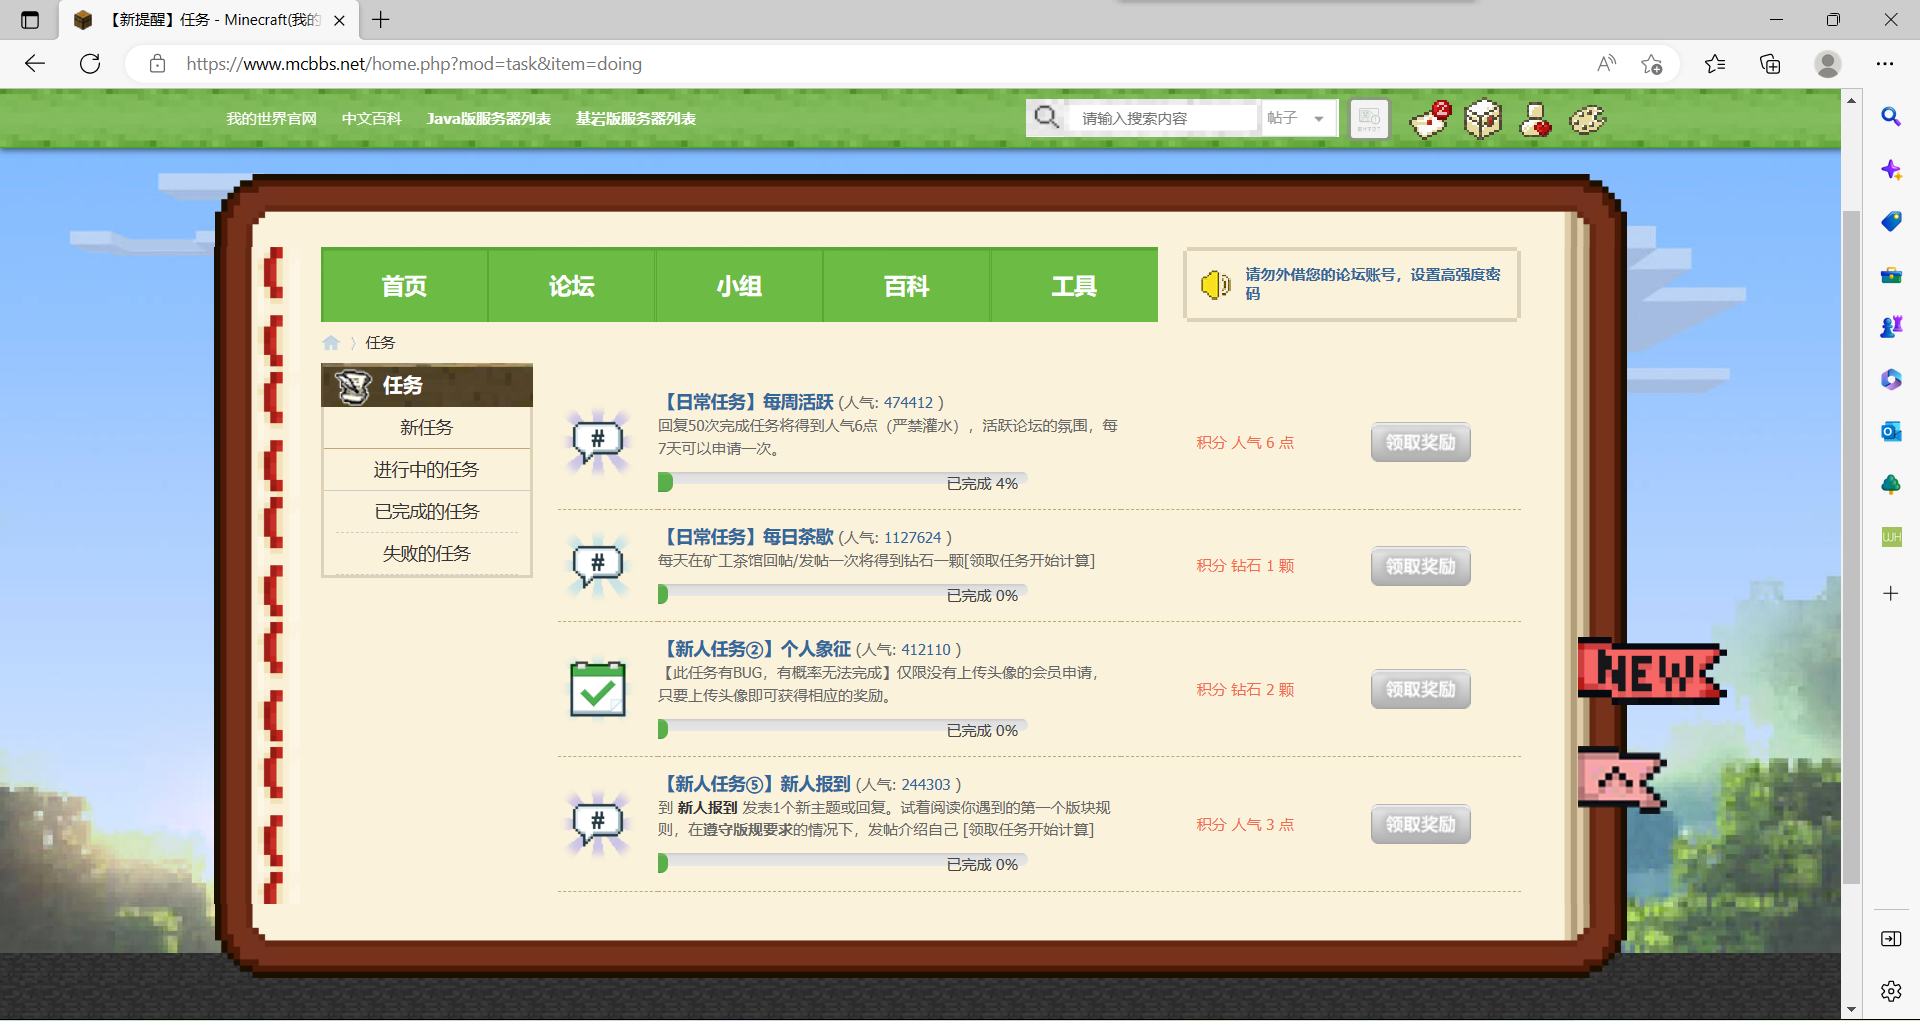 【新提醒】任务 - Minecraft(我的
https://www.mcbbs.net/home.php?mod=task&item=doing
我的世界官网 中文百科 Java版服务器列表 基岩版服务器列表
请输入搜索内容 帖子
首页 论坛 小组 百科 工具
请勿外借您的论坛账号，设置高强度密
码
任务
任务
新任务
进行中的任务
已完成的任务
失败的任务
【日常任务】每周活跃 (人气: 474412 )
回复50次完成任务将得到人气6点（严禁灌水），活跃论坛的氛围，每
7天可以申请一次。
已完成 4%
积分 人气 6 点
领取奖励
【日常任务】每日茶歇 (人气: 1127624 )
每天在矿工茶馆回帖/发帖一次将得到钻石一颗[领取任务开始计算]
已完成 0%
积分 钻石 1 颗
领取奖励
【新人任务②】个人象征 (人气: 412110 )
【此任务有BUG，有概率无法完成】仅限没有上传头像的会员申请，
只要上传头像即可获得相应的奖励。
已完成 0%
积分 钻石 2 颗
领取奖励
【新人任务⑤】新人报到 (人气: 244303 )
到 新人报到 发表1个新主题或回复。试着阅读你遇到的第一个版块规
则，在遵守版规要求的情况下，发帖介绍自己 [领取任务开始计算]
已完成 0%
积分 人气 3 点
领取奖励
NEW
WH